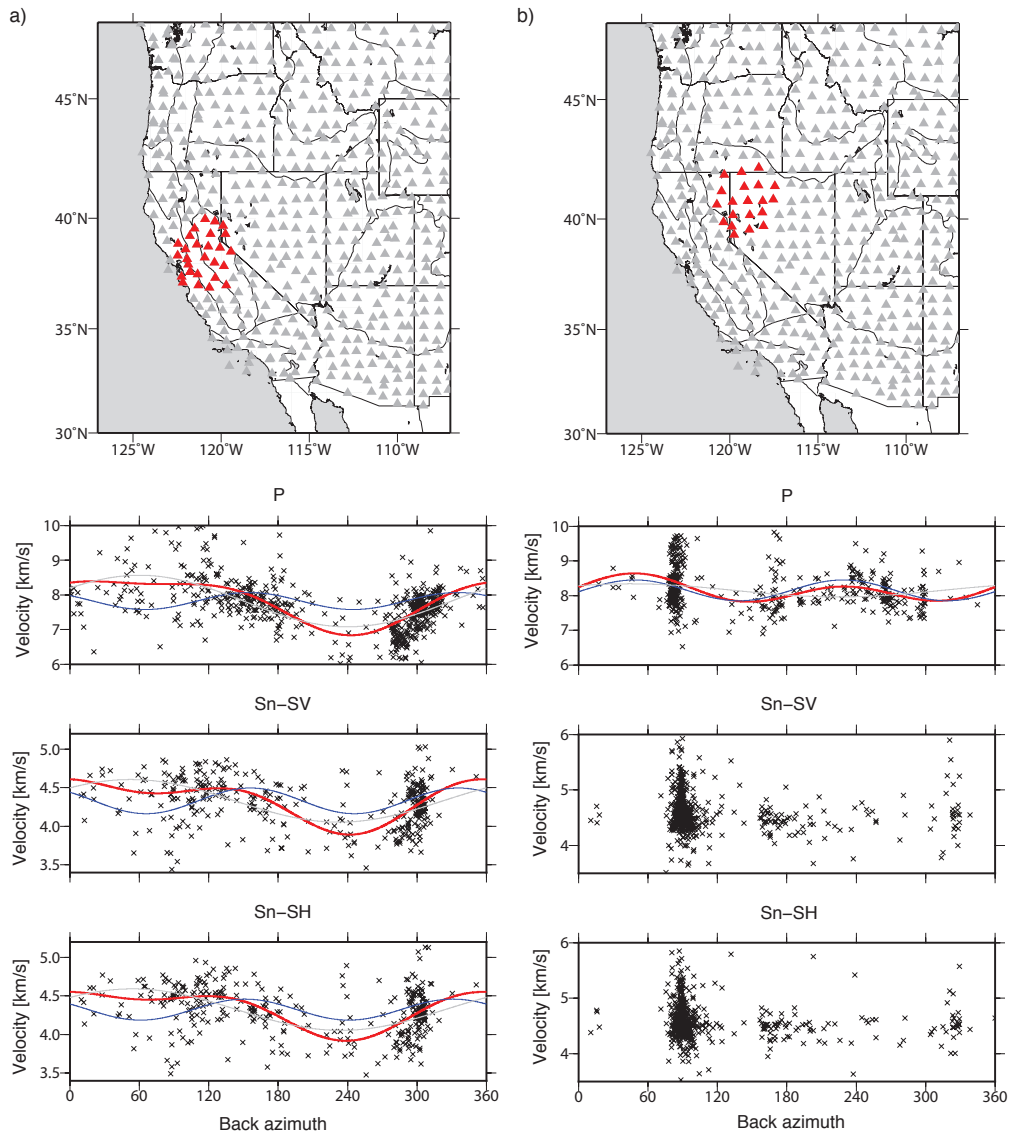 a)
b)
45°N
40°N
35°N
30°N
125°W
120°W
115°W
110°W
45°N
40°N
35°N
30°N
125°W
120°W
115°W
110°W
P
Velocity [km/s]
10
9
8
7
6
P
Velocity [km/s]
10
9
8
7
6
Sn−SV
Velocity [km/s]
5.0
4.5
4.0
3.5
Sn−SV
Velocity [km/s]
6
5
4
Sn−SH
Velocity [km/s]
5.0
4.5
4.0
3.5
0
60
120
180
240
300
360
Back azimuth
Sn−SH
Velocity [km/s]
6
5
4
0
60
120
180
240
300
360
Back azimuth